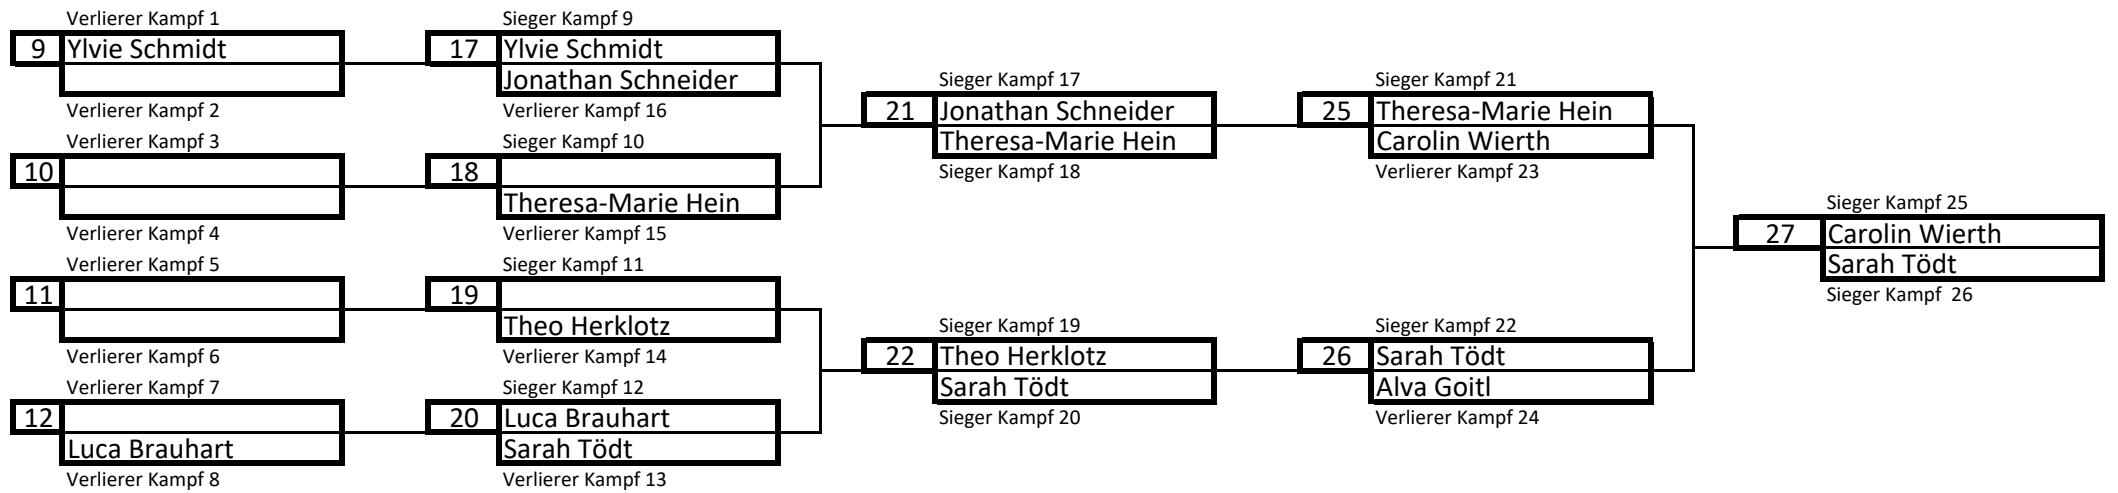 Verlierer Kampf 1
9 Ylvie Schmidt
Verlierer Kampf 2
Verlierer Kampf 3
10
Verlierer Kampf 4
Verlierer Kampf 5
11
Verlierer Kampf 6
Verlierer Kampf 7
12
Luca Brauhart
Verlierer Kampf 8
Sieger Kampf 9
17 Ylvie Schmidt
Jonathan Schneider
Verlierer Kampf 16
Sieger Kampf 10
18
Theresa-Marie Hein
Verlierer Kampf 15
Sieger Kampf 11
19
Theo Herklotz
Verlierer Kampf 14
Sieger Kampf 12
20 Luca Brauhart
Sarah Tödt
Verlierer Kampf 13
Sieger Kampf 17
21 Jonathan Schneider
Theresa-Marie Hein
Sieger Kampf 18
Sieger Kampf 19
22 Theo Herklotz
Sarah Tödt
Sieger Kampf 20
Sieger Kampf 21
25 Theresa-Marie Hein
Carolin Wierth
Verlierer Kampf 23
Sieger Kampf 22
26 Sarah Tödt
Alva Goitl
Verlierer Kampf 24
Sieger Kampf 25
27 Carolin Wierth
Sarah Tödt
Sieger Kampf 26